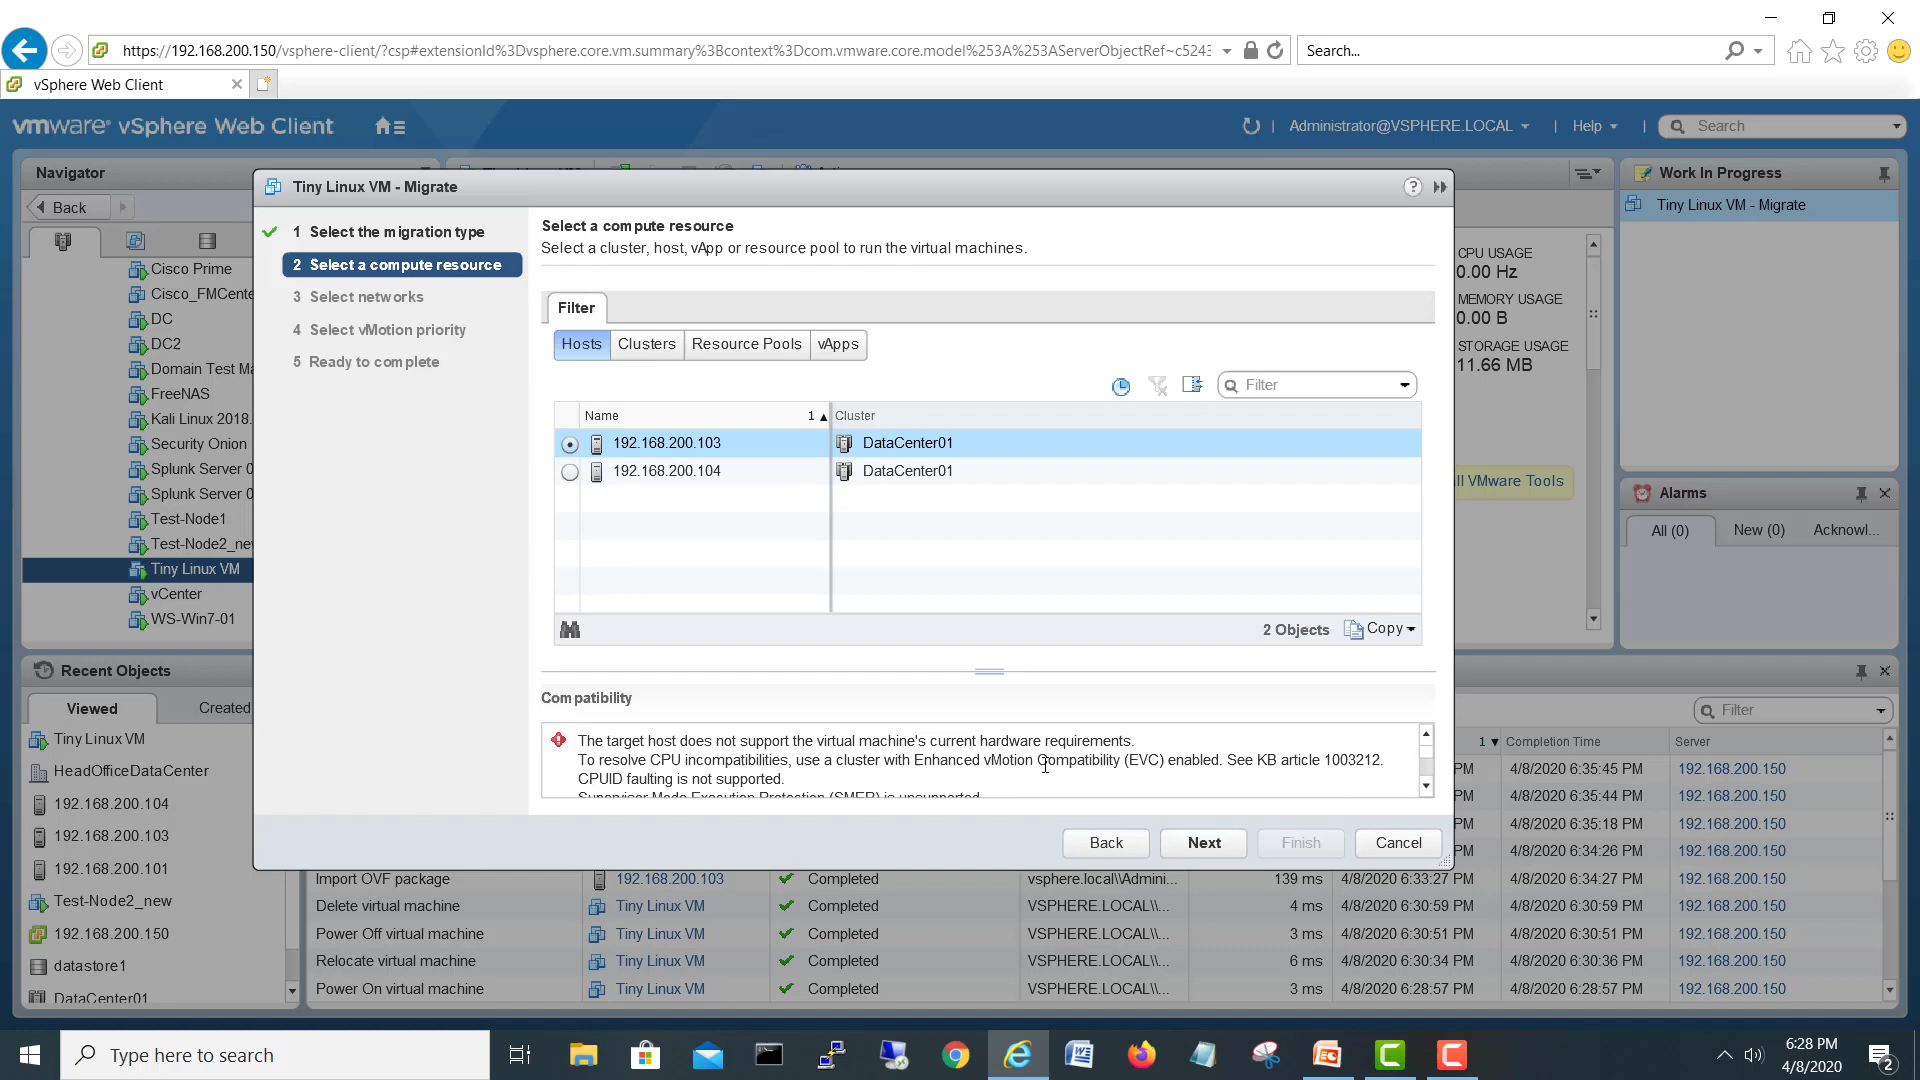 https://192.168.200.150/vsphere-client/?csp#extensionId%3Dvsphere.core.vm.summary%3Bcontext%3Dcom.vmware.core.model%253A%253AServerObjectRef~c5243
Search...
vSphere Web Client
vmware® vSphere Web Client
Administrator@VSPHERE.LOCAL
Help
Search
Navigator
Back
Cisco Prime
Cisco_FMCente
DC
DC2
Domain Test Ma
FreeNAS
Kali Linux 2018.
Security Onion
Splunk Server 0
Splunk Server 0
Test-Node1
Test-Node2_ne
Tiny Linux VM
vCenter
WS-Win7-01
Recent Objects
Viewed
Created
Tiny Linux VM
HeadOfficeDataCenter
192.168.200.104
192.168.200.103
192.168.200.101
Test-Node2_new
192.168.200.150
datastore1
DataCenter01
Tiny Linux VM - Migrate
1 Select the migration type
2 Select a compute resource
3 Select networks
4 Select vMotion priority
5 Ready to complete
Select a compute resource
Select a cluster, host, vApp or resource pool to run the virtual machines.
Filter
Hosts
Clusters
Resource Pools
vApps
Filter
Name 1
Cluster
192.168.200.103 DataCenter01
192.168.200.104 DataCenter01
2 Objects
Copy
Compatibility
The target host does not support the virtual machine's current hardware requirements.
To resolve CPU incompatibilities, use a cluster with Enhanced vMotion Compatibility (EVC) enabled. See KB article 1003212.
CPUID faulting is not supported.
Supervisor Mode Execution Protection (SMEP) is unsupported.
Back
Next
Finish
Cancel
CPU USAGE
0.00 Hz
MEMORY USAGE
0.00 B
STORAGE USAGE
11.66 MB
ll VMware Tools
Work In Progress
Tiny Linux VM - Migrate
Alarms
All (0)
New (0)
Acknowl...
Filter
1 Completion Time Server
PM 4/8/2020 6:35:45 PM 192.168.200.150
PM 4/8/2020 6:35:44 PM 192.168.200.150
PM 4/8/2020 6:35:18 PM 192.168.200.150
PM 4/8/2020 6:34:26 PM 192.168.200.150
Import OVF package 192.168.200.103 Completed vsphere.local\\Admini... 139 ms 4/8/2020 6:33:27 PM 4/8/2020 6:34:27 PM 192.168.200.150
Delete virtual machine Tiny Linux VM Completed VSPHERE.LOCAL\\... 4 ms 4/8/2020 6:30:59 PM 4/8/2020 6:30:59 PM 192.168.200.150
Power Off virtual machine Tiny Linux VM Completed VSPHERE.LOCAL\\... 3 ms 4/8/2020 6:30:51 PM 4/8/2020 6:30:51 PM 192.168.200.150
Relocate virtual machine Tiny Linux VM Completed VSPHERE.LOCAL\\... 6 ms 4/8/2020 6:30:34 PM 4/8/2020 6:30:36 PM 192.168.200.150
Power On virtual machine Tiny Linux VM Completed VSPHERE.LOCAL\\... 3 ms 4/8/2020 6:28:57 PM 4/8/2020 6:28:57 PM 192.168.200.150
Type here to search
6:28 PM
4/8/2020
2